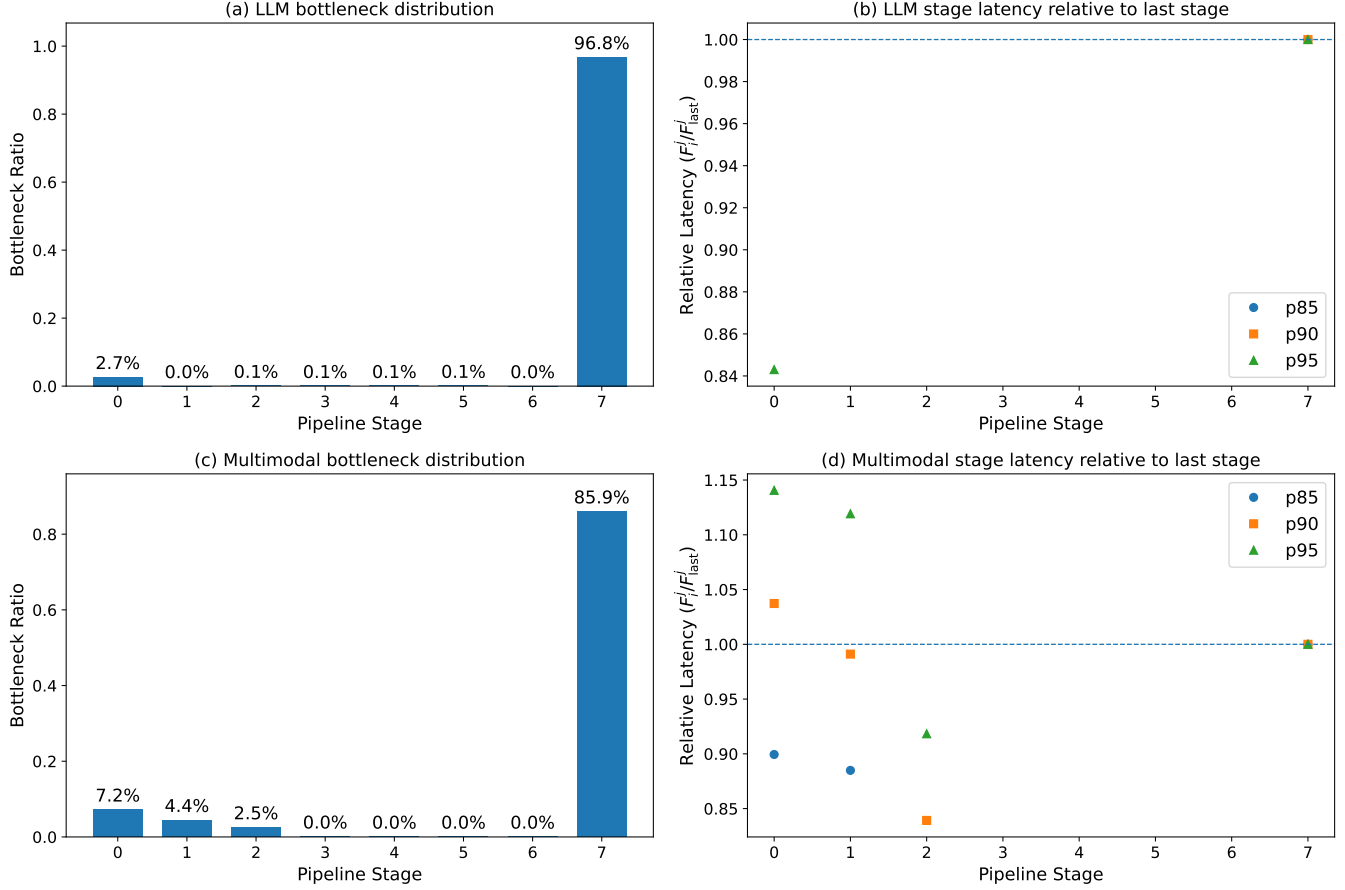 (a) LLM bottleneck distribution
Bottleneck Ratio
1.0
0.8
0.6
0.4
0.2
0.0
2.7%
0.0%
0.1%
0.1%
0.1%
0.1%
0.0%
96.8%
0 1 2 3 4 5 6 7
Pipeline Stage
(b) LLM stage latency relative to last stage
Relative Latency (F_i^j/F_last^j)
1.00
0.98
0.96
0.94
0.92
0.90
0.88
0.86
0.84
p85
p90
p95
0 1 2 3 4 5 6 7
Pipeline Stage
(c) Multimodal bottleneck distribution
Bottleneck Ratio
0.8
0.6
0.4
0.2
0.0
7.2%
4.4%
2.5%
0.0%
0.0%
0.0%
0.0%
85.9%
0 1 2 3 4 5 6 7
Pipeline Stage
(d) Multimodal stage latency relative to last stage
Relative Latency (F_i^j/F_last^j)
1.15
1.10
1.05
1.00
0.95
0.90
0.85
p85
p90
p95
0 1 2 3 4 5 6 7
Pipeline Stage